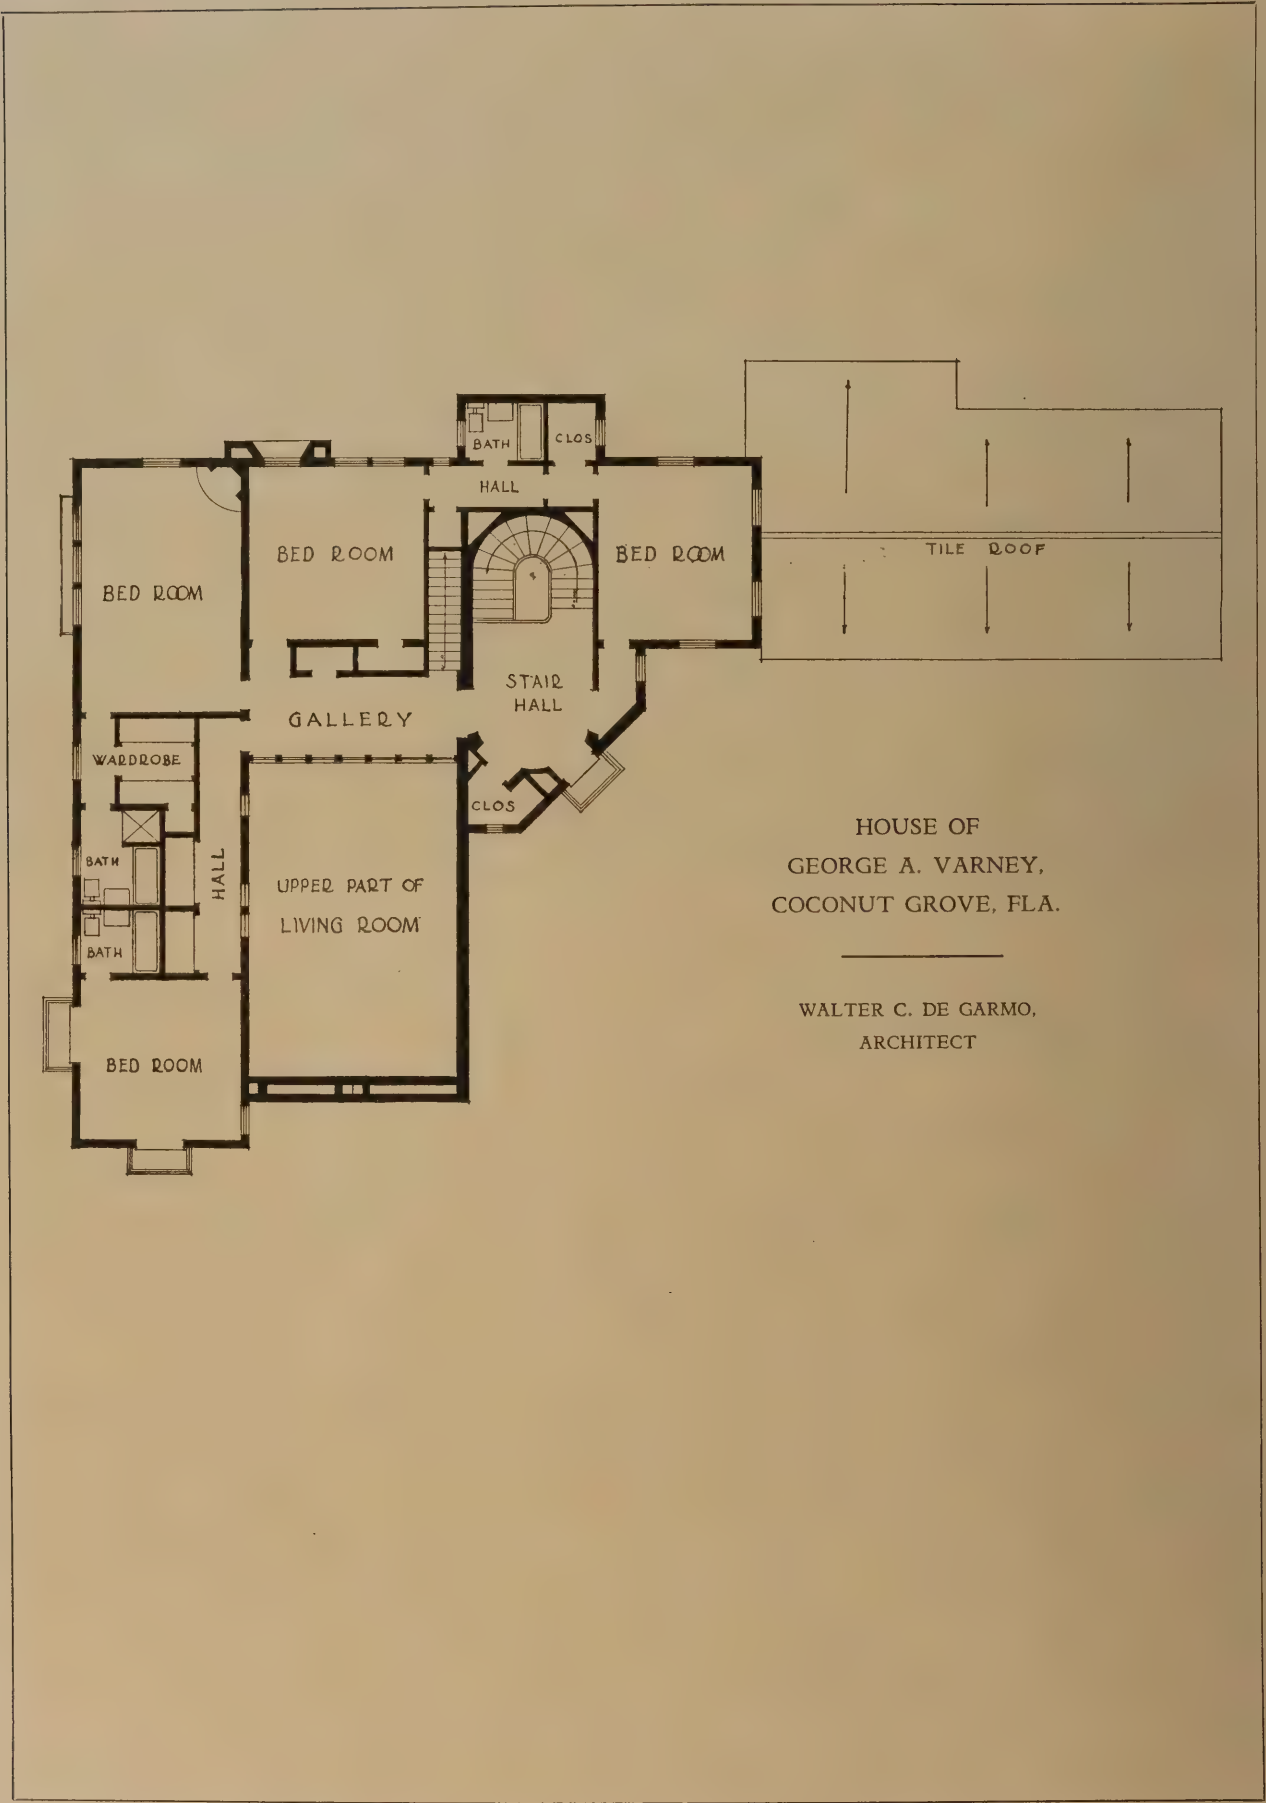 BATH
CLOS
HALL
BED ROOM
BED ROOM
BED ROOM
TILE ROOF
STAIR
HALL
GALLERY
WARDROBE
CLOS
BATH
HALL
UPPER PART OF
LIVING ROOM
BATH
BED ROOM
HOUSE OF
GEORGE A. VARNEY,
COCONUT GROVE, FLA.
WALTER C. DE GARMO,
ARCHITECT